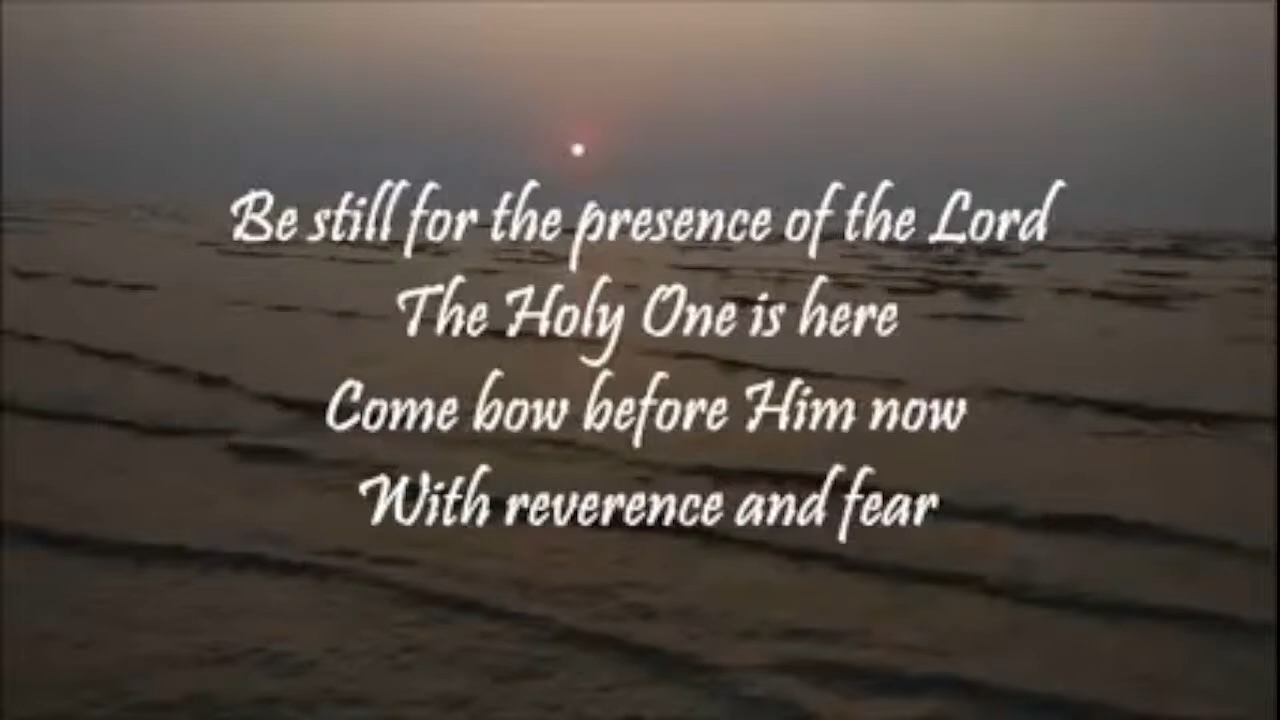 Be still for the presence of the Lord
The Holy One is here
Come bow before Him now
With reverence and fear